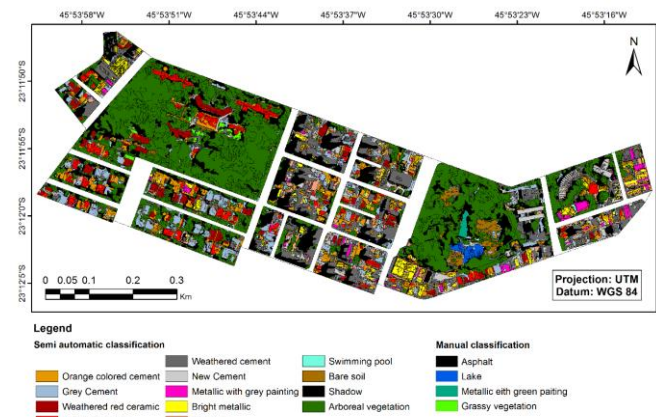 45°53'58"W 45°53'51"W 45°53'44"W 45°53'37"W 45°53'30"W 45°53'23"W 45°53'16"W
N
23°11'50"S
23°11'55"S
23°12'0"S
23°12'5"S
0 0.05 0.1 0.2 0.3
Km
Projection: UTM
Datum: WGS 84
Legend
Semi automatic classification
Manual classification
Weathered cement
Swimming pool
Asphalt
Orange colored cement
New Cement
Bare soil
Lake
Grey Cement
Metallic with grey painting
Shadow
Metallic eith green paiting
Weathered red ceramic
Bright metallic
Arboreal vegetation
Grassy vegetation